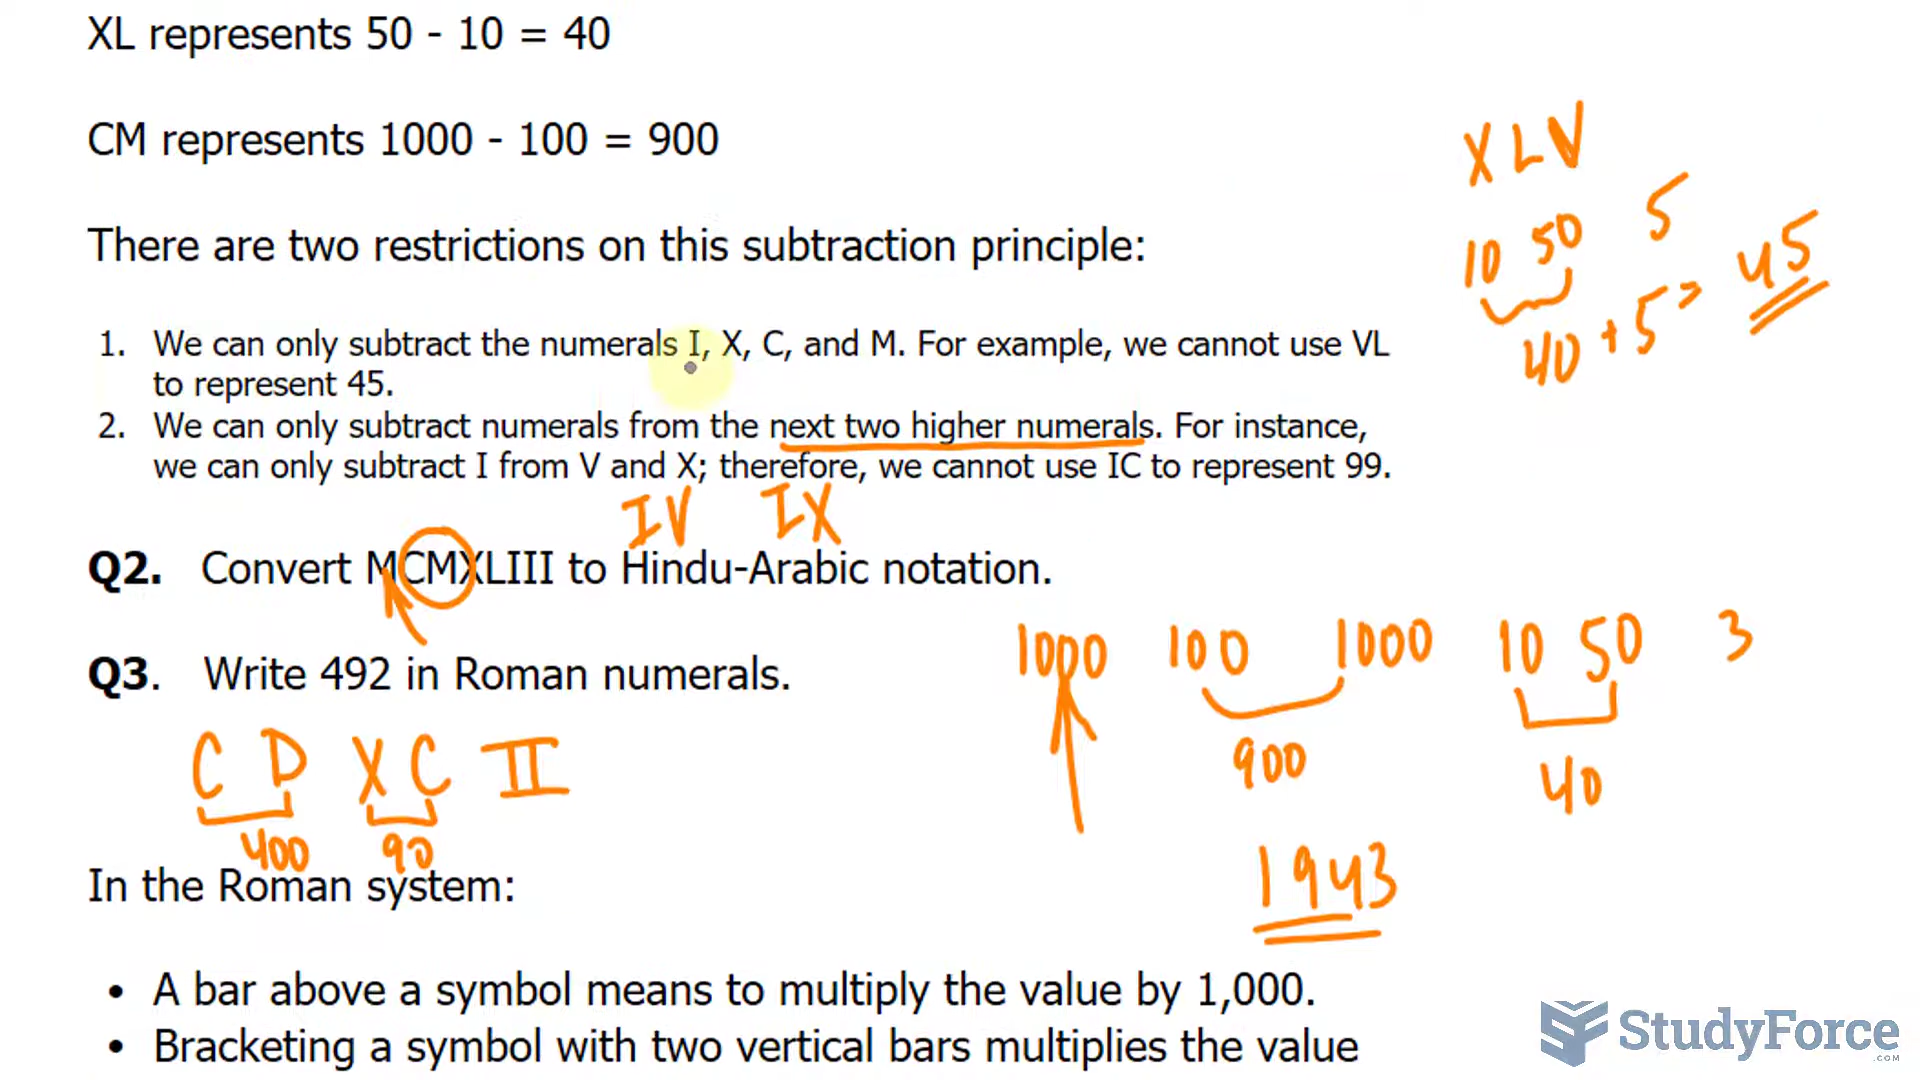 XL represents 50 - 10 = 40
CM represents 1000 - 100 = 900
XLV
10 50 5
40 + 5 = 45
There are two restrictions on this subtraction principle:
1. We can only subtract the numerals I, X, C, and M. For example, we cannot use VL
to represent 45.
2. We can only subtract numerals from the next two higher numerals. For instance,
we can only subtract I from V and X; therefore, we cannot use IC to represent 99.
IV IX
Q2. Convert MCMXLIII to Hindu-Arabic notation.
1000 100 1000 10 50 3
900 40
1943
Q3. Write 492 in Roman numerals.
C D X C II
400 90
In the Roman system:
• A bar above a symbol means to multiply the value by 1,000.
• Bracketing a symbol with two vertical bars multiplies the value
StudyForce
.COM